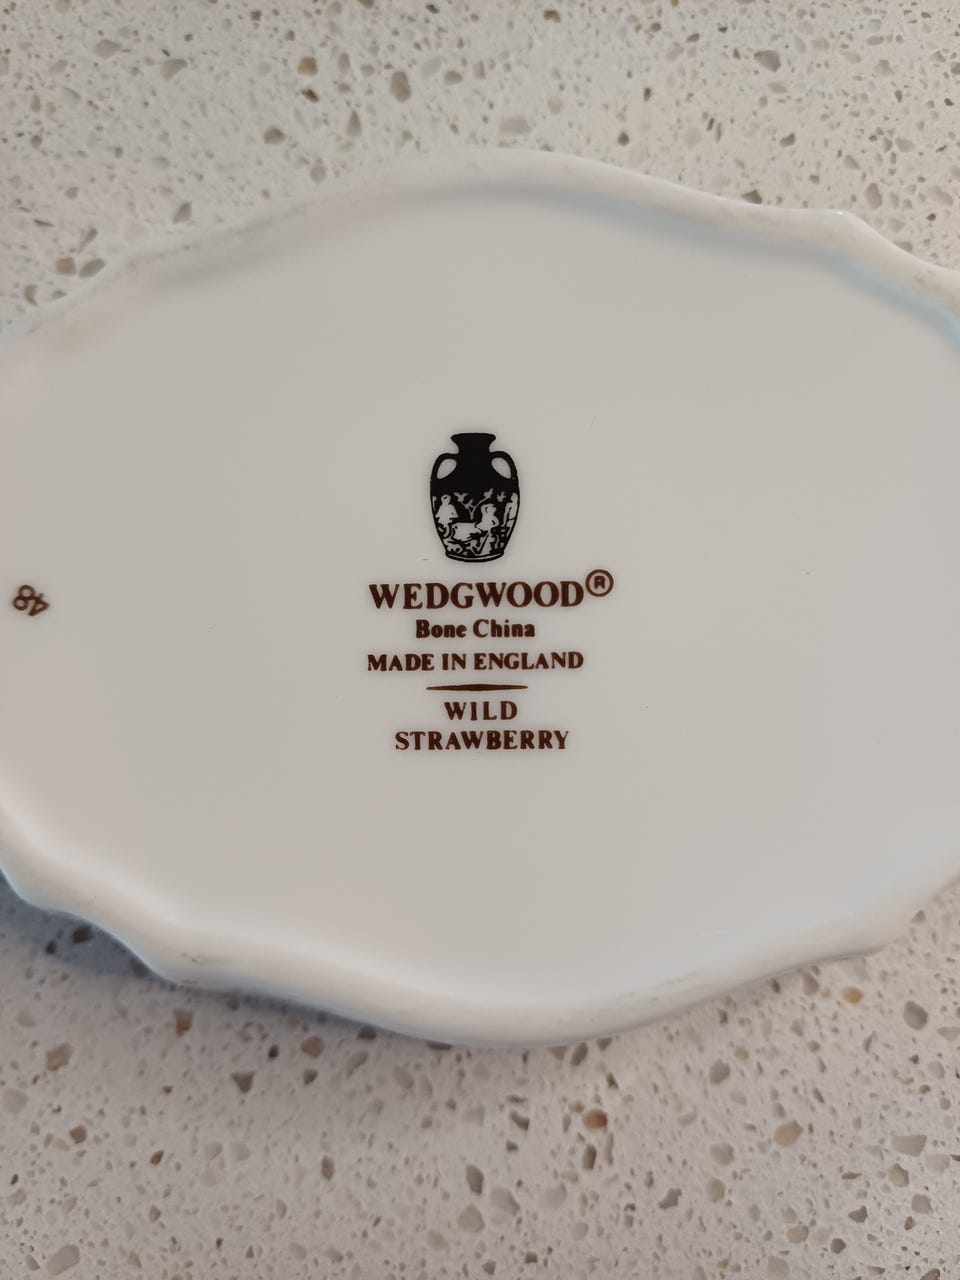 WEDGWOOD®
Bone China
MADE IN ENGLAND
WILD
STRAWBERRY
48